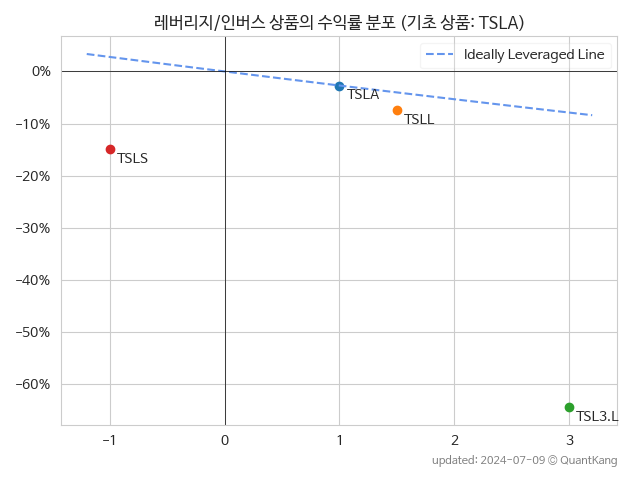 레버리지/인버스 상품의 수익률 분포 (기초 상품: TSLA)
Ideally Leveraged Line
0%
TSLA
TSLL
−10%
TSLS
−20%
−30%
−40%
−50%
−60%
TSL3.L
−1 0 1 2 3
updated: 2024-07-09 © QuantKang